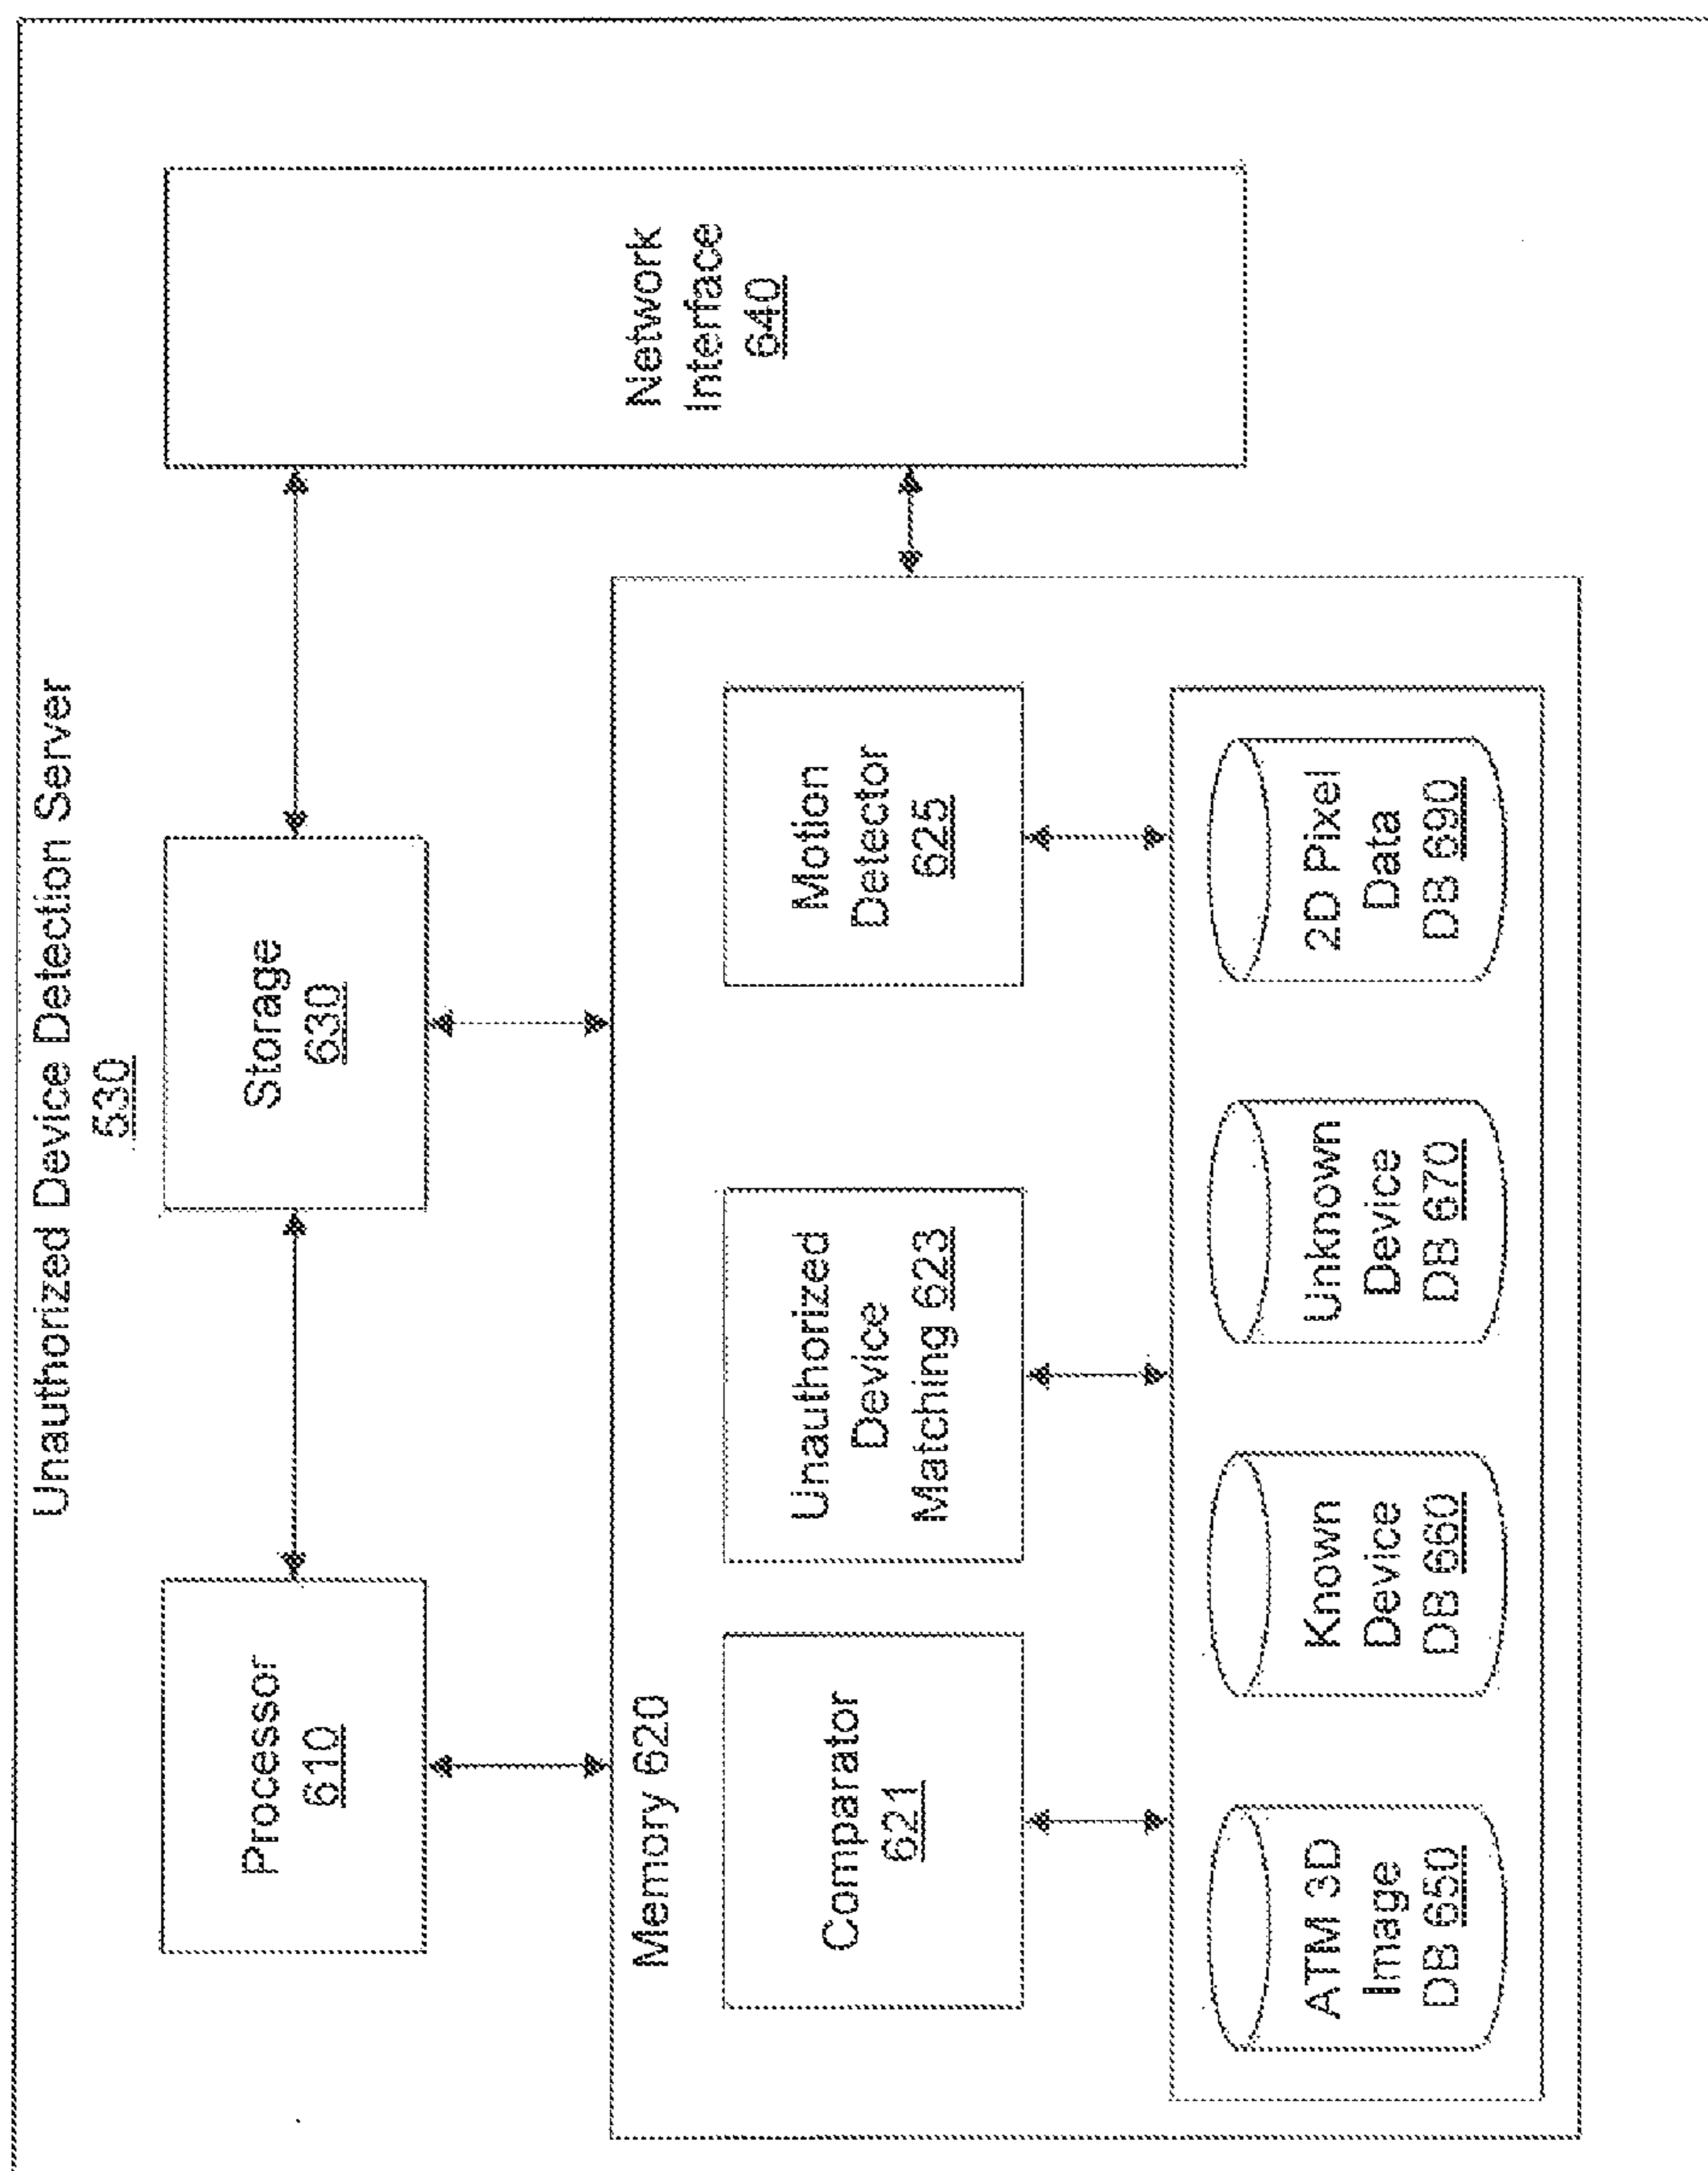 Unauthorized Device Detection Server
530
Processor
610
Storage
630
Network
Interface
640
Memory 620
Comparator
621
Unauthorized
Device
Matching 623
Motion
Detector
625
ATM 3D
Image
DB 650
Known
Device
DB 660
Unknown
Device
DB 670
2D Pixel
Data
DB 690